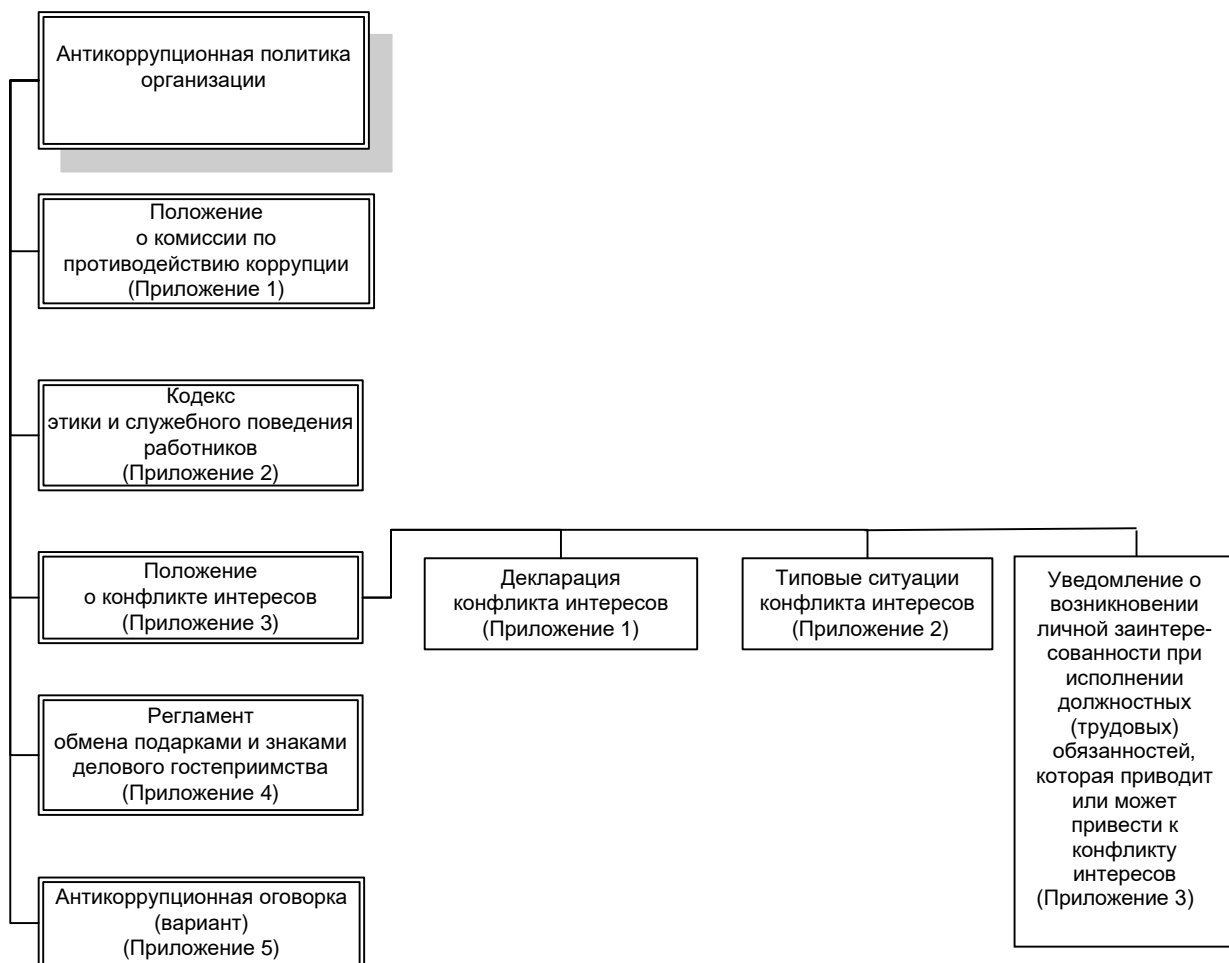 Антикоррупционная политика
организации
Положение
о комиссии по
противодействию коррупции
(Приложение 1)
Кодекс
этики и служебного поведения
работников
(Приложение 2)
Положение
о конфликте интересов
(Приложение 3)
Декларация
конфликта интересов
(Приложение 1)
Типовые ситуации
конфликта интересов
(Приложение 2)
Уведомление о
возникновении
личной заинтере-
сованности при
исполнении
должностных
(трудовых)
обязанностей,
которая приводит
или может
привести к
конфликту
интересов
(Приложение 3)
Регламент
обмена подарками и знаками
делового гостеприимства
(Приложение 4)
Антикоррупционная оговорка
(вариант)
(Приложение 5)